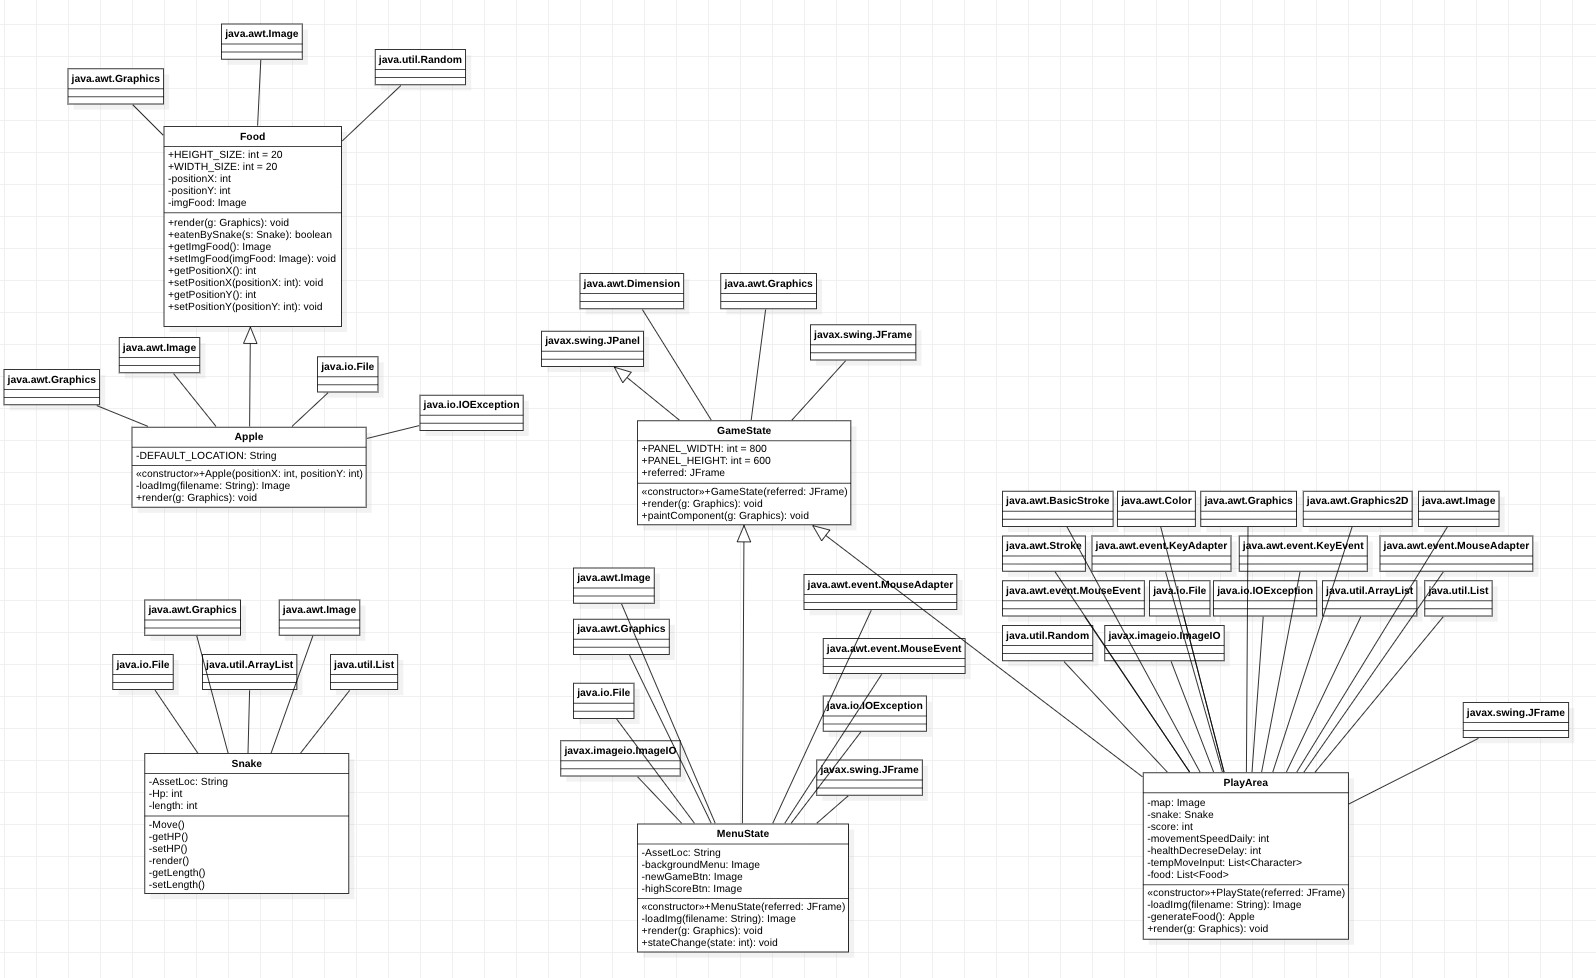 java.awt.Image
java.util.Random
java.awt.Graphics
Food
+HEIGHT_SIZE: int = 20
+WIDTH_SIZE: int = 20
-positionX: int
-positionY: int
-imgFood: Image
+render(g: Graphics): void
+eatenBySnake(s: Snake): boolean
+getImgFood(): Image
+setImgFood(imgFood: Image): void
+getPositionX(): int
+setPositionX(positionX: int): void
+getPositionY(): int
+setPositionY(positionY: int): void
java.awt.Image
java.io.File
java.awt.Graphics
java.io.IOException
Apple
-DEFAULT_LOCATION: String
«constructor»+Apple(positionX: int, positionY: int)
-loadImg(filename: String): Image
+render(g: Graphics): void
java.awt.Graphics
java.awt.Image
java.io.File
java.util.ArrayList
java.util.List
Snake
-AssetLoc: String
-Hp: int
-length: int
-Move()
-getHP()
-setHP()
-render()
-getLength()
-setLength()
java.awt.Dimension
java.awt.Graphics
javax.swing.JPanel
javax.swing.JFrame
GameState
+PANEL_WIDTH: int = 800
+PANEL_HEIGHT: int = 600
+referred: JFrame
«constructor»+GameState(referred: JFrame)
+render(g: Graphics): void
+paintComponent(g: Graphics): void
java.awt.Image
java.awt.event.MouseAdapter
java.awt.Graphics
java.awt.event.MouseEvent
java.io.File
java.io.IOException
javax.imageio.ImageIO
javax.swing.JFrame
MenuState
-AssetLoc: String
-backgroundMenu: Image
-newGameBtn: Image
-highScoreBtn: Image
«constructor»+MenuState(referred: JFrame)
-loadImg(filename: String): Image
+render(g: Graphics): void
+stateChange(state: int): void
java.awt.BasicStroke
java.awt.Color
java.awt.Graphics
java.awt.Graphics2D
java.awt.Image
java.awt.Stroke
java.awt.event.KeyAdapter
java.awt.event.KeyEvent
java.awt.event.MouseAdapter
java.awt.event.MouseEvent
java.io.File
java.io.IOException
java.util.ArrayList
java.util.List
java.util.Random
javax.imageio.ImageIO
javax.swing.JFrame
PlayArea
-map: Image
-snake: Snake
-score: int
-movementSpeedDaily: int
-healthDecreseDelay: int
-tempMoveInput: List<Character>
-food: List<Food>
«constructor»+PlayState(referred: JFrame)
-loadImg(filename: String): Image
-generateFood(): Apple
+render(g: Graphics): void